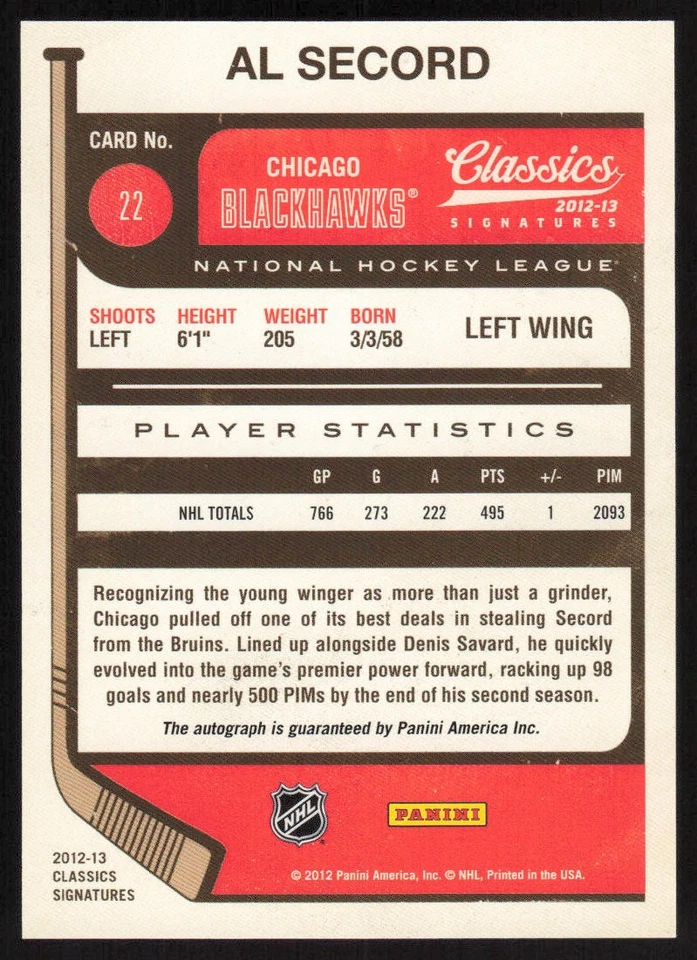 AL SECORD
CARD No.
22
CHICAGO
BLACKHAWKS®
Classics
2012-13
SIGNATURES
NATIONAL HOCKEY LEAGUE®
SHOOTS HEIGHT WEIGHT BORN
LEFT 6'1" 205 3/3/58
LEFT WING
PLAYER STATISTICS
GP G A PTS +/- PIM
NHL TOTALS 766 273 222 495 1 2093
Recognizing the young winger as more than just a grinder,
Chicago pulled off one of its best deals in stealing Secord
from the Bruins. Lined up alongside Denis Savard, he quickly
evolved into the game's premier power forward, racking up 98
goals and nearly 500 PIMs by the end of his second season.
The autograph is guaranteed by Panini America Inc.
NHL
PANINI
2012-13
CLASSICS
SIGNATURES
© 2012 Panini America, Inc. © NHL, Printed in the USA.